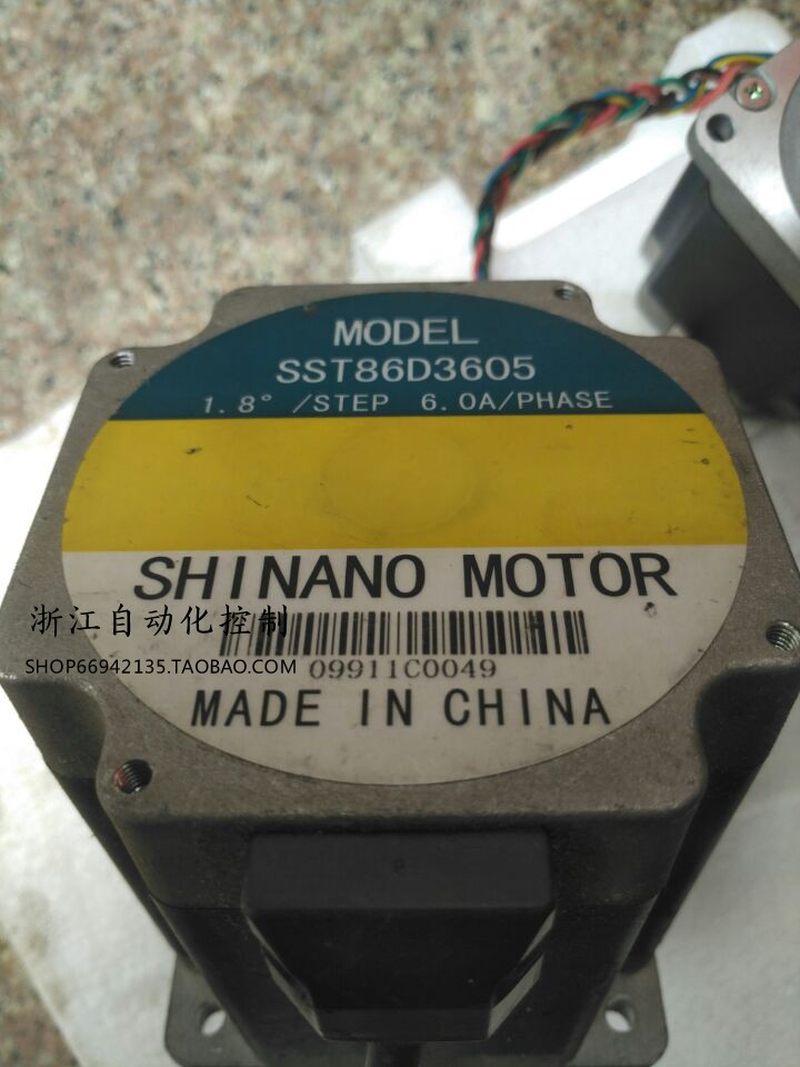 MODEL
SST86D3605
1.8° /STEP 6.0A/PHASE
SHINANO MOTOR
浙江自动化控制
SHOP66942135.TAOBAO.COM
09911C0049
MADE IN CHINA